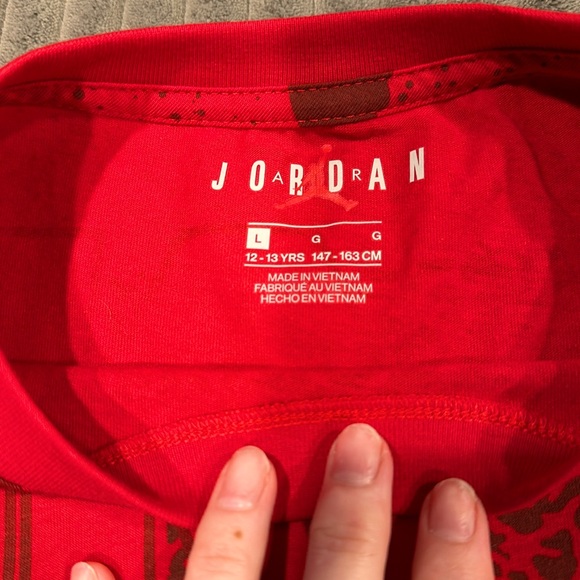 JORDAN
AIR
L G G
12-13 YRS 147-163 CM
MADE IN VIETNAM
FABRIQUÉ AU VIETNAM
HECHO EN VIETNAM